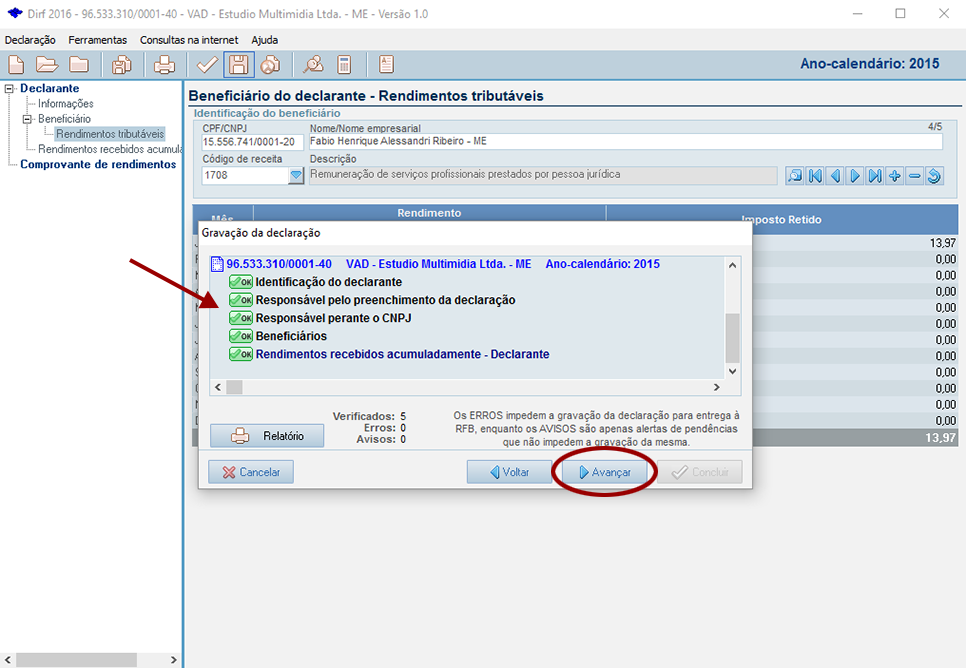 Dirf 2016 - 96.533.310/0001-40 - VAD - Estudio Multimidia Ltda. - ME - Versão 1.0
Declaração Ferramentas Consultas na internet Ajuda
Ano-calendário: 2015
Declarante
Informações
Beneficiário
Rendimentos tributáveis
Rendimentos recebidos acumula
Comprovante de rendimentos
Beneficiário do declarante - Rendimentos tributáveis
Identificação do beneficiário
CPF/CNPJ Nome/Nome empresarial 4/5
15.556.741/0001-20 Fabio Henrique Alessandri Ribeiro - ME
Código de receita Descrição
1708 Remuneração de serviços profissionais prestados por pessoa jurídica
Mês Rendimento Imposto Retido
13,97
0,00
0,00
0,00
0,00
0,00
0,00
0,00
0,00
0,00
0,00
0,00
13,97
Gravação da declaração
96.533.310/0001-40 VAD - Estudio Multimidia Ltda. - ME Ano-calendário: 2015
OK Identificação do declarante
OK Responsável pelo preenchimento da declaração
OK Responsável perante o CNPJ
OK Beneficiários
OK Rendimentos recebidos acumuladamente - Declarante
Relatório
Verificados: 5
Erros: 0
Avisos: 0
Os ERROS impedem a gravação da declaração para entrega à
RFB, enquanto os AVISOS são apenas alertas de pendências
que não impedem a gravação da mesma.
Cancelar Voltar Avançar Concluir